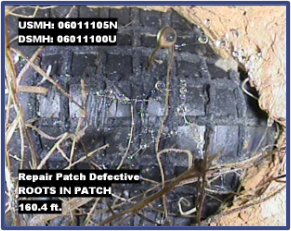 USMH: 06011105N
DSMH: 06011100U
Repair Patch Defective
ROOTS IN PATCH
160.4 ft.